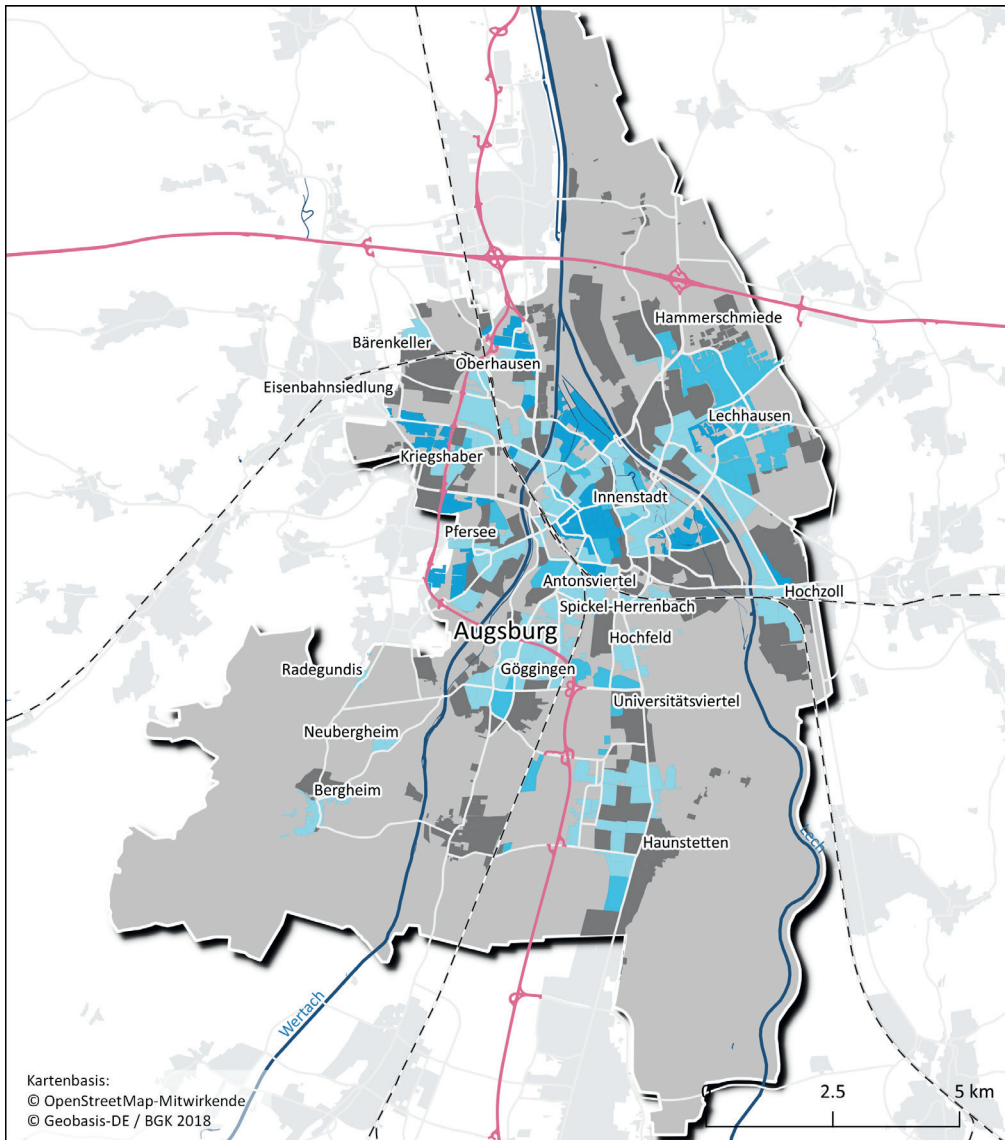 Hammerschmiede
Bärenkeller
Oberhausen
Eisenbahnsiedlung
Lechhausen
Kriegshaber
Innenstadt
Pfersee
Antonsviertel
Hochzoll
Spickel-Herrenbach
Augsburg
Hochfeld
Radegundis
Göggingen
Universitätsviertel
Neubergheim
Bergheim
Haunstetten
Lech
Wertach
Kartenbasis:
© OpenStreetMap-Mitwirkende
© Geobasis-DE / BGK 2018
0 2.5 5 km